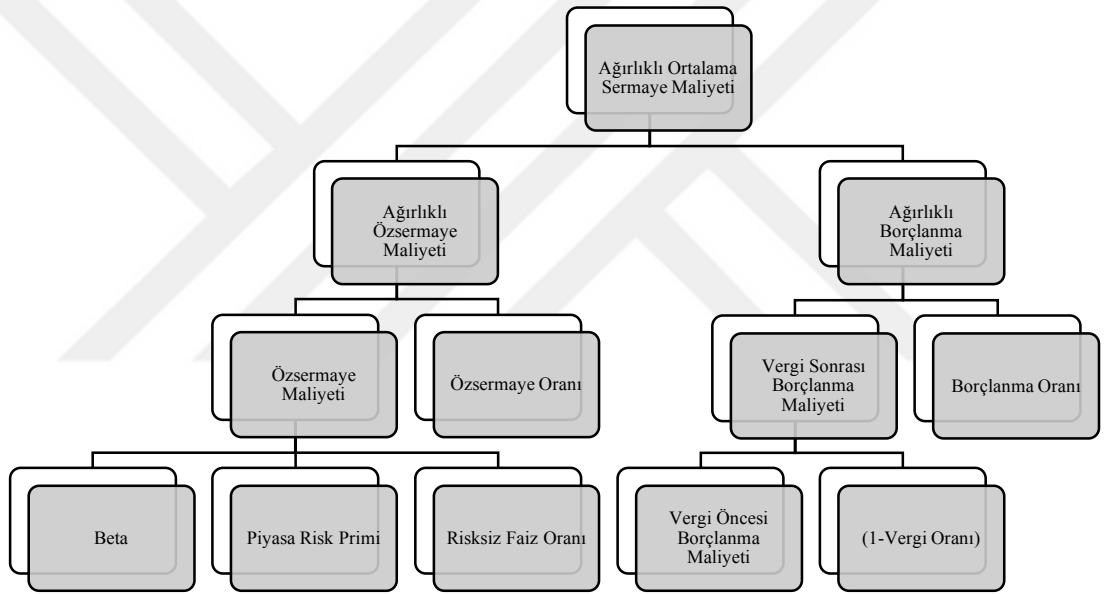 Ağırlıklı Ortalama
Sermaye Maliyeti
Ağırlıklı
Özsermaye
Maliyeti
Ağırlıklı
Borçlanma
Maliyeti
Özsermaye
Maliyeti
Özsermaye Oranı
Vergi Sonrası
Borçlanma
Maliyeti
Borçlanma Oranı
Beta
Piyasa Risk Primi
Risksiz Faiz Oranı
Vergi Öncesi
Borçlanma
Maliyeti
(1-Vergi Oranı)